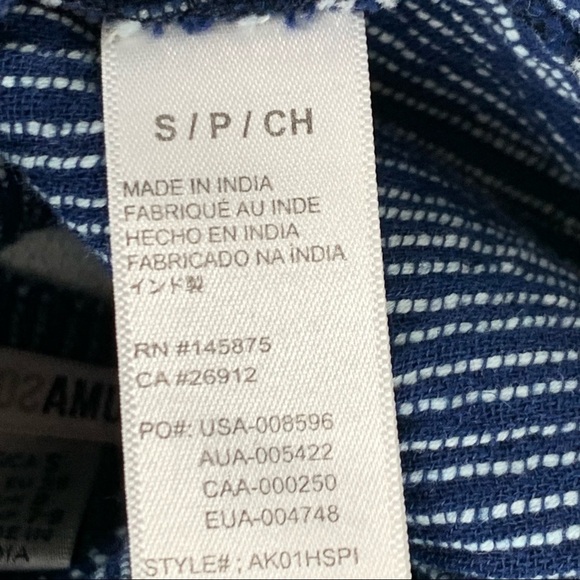 S / P / CH
MADE IN INDIA
FABRIQUÉ AU INDE
HECHO EN INDIA
FABRICADO NA ÍNDIA
インド製
RN #145875
CA #26912
PO#: USA-008596
AUA-005422
CAA-000250
EUA-004748
STYLE# ; AK01HSPI